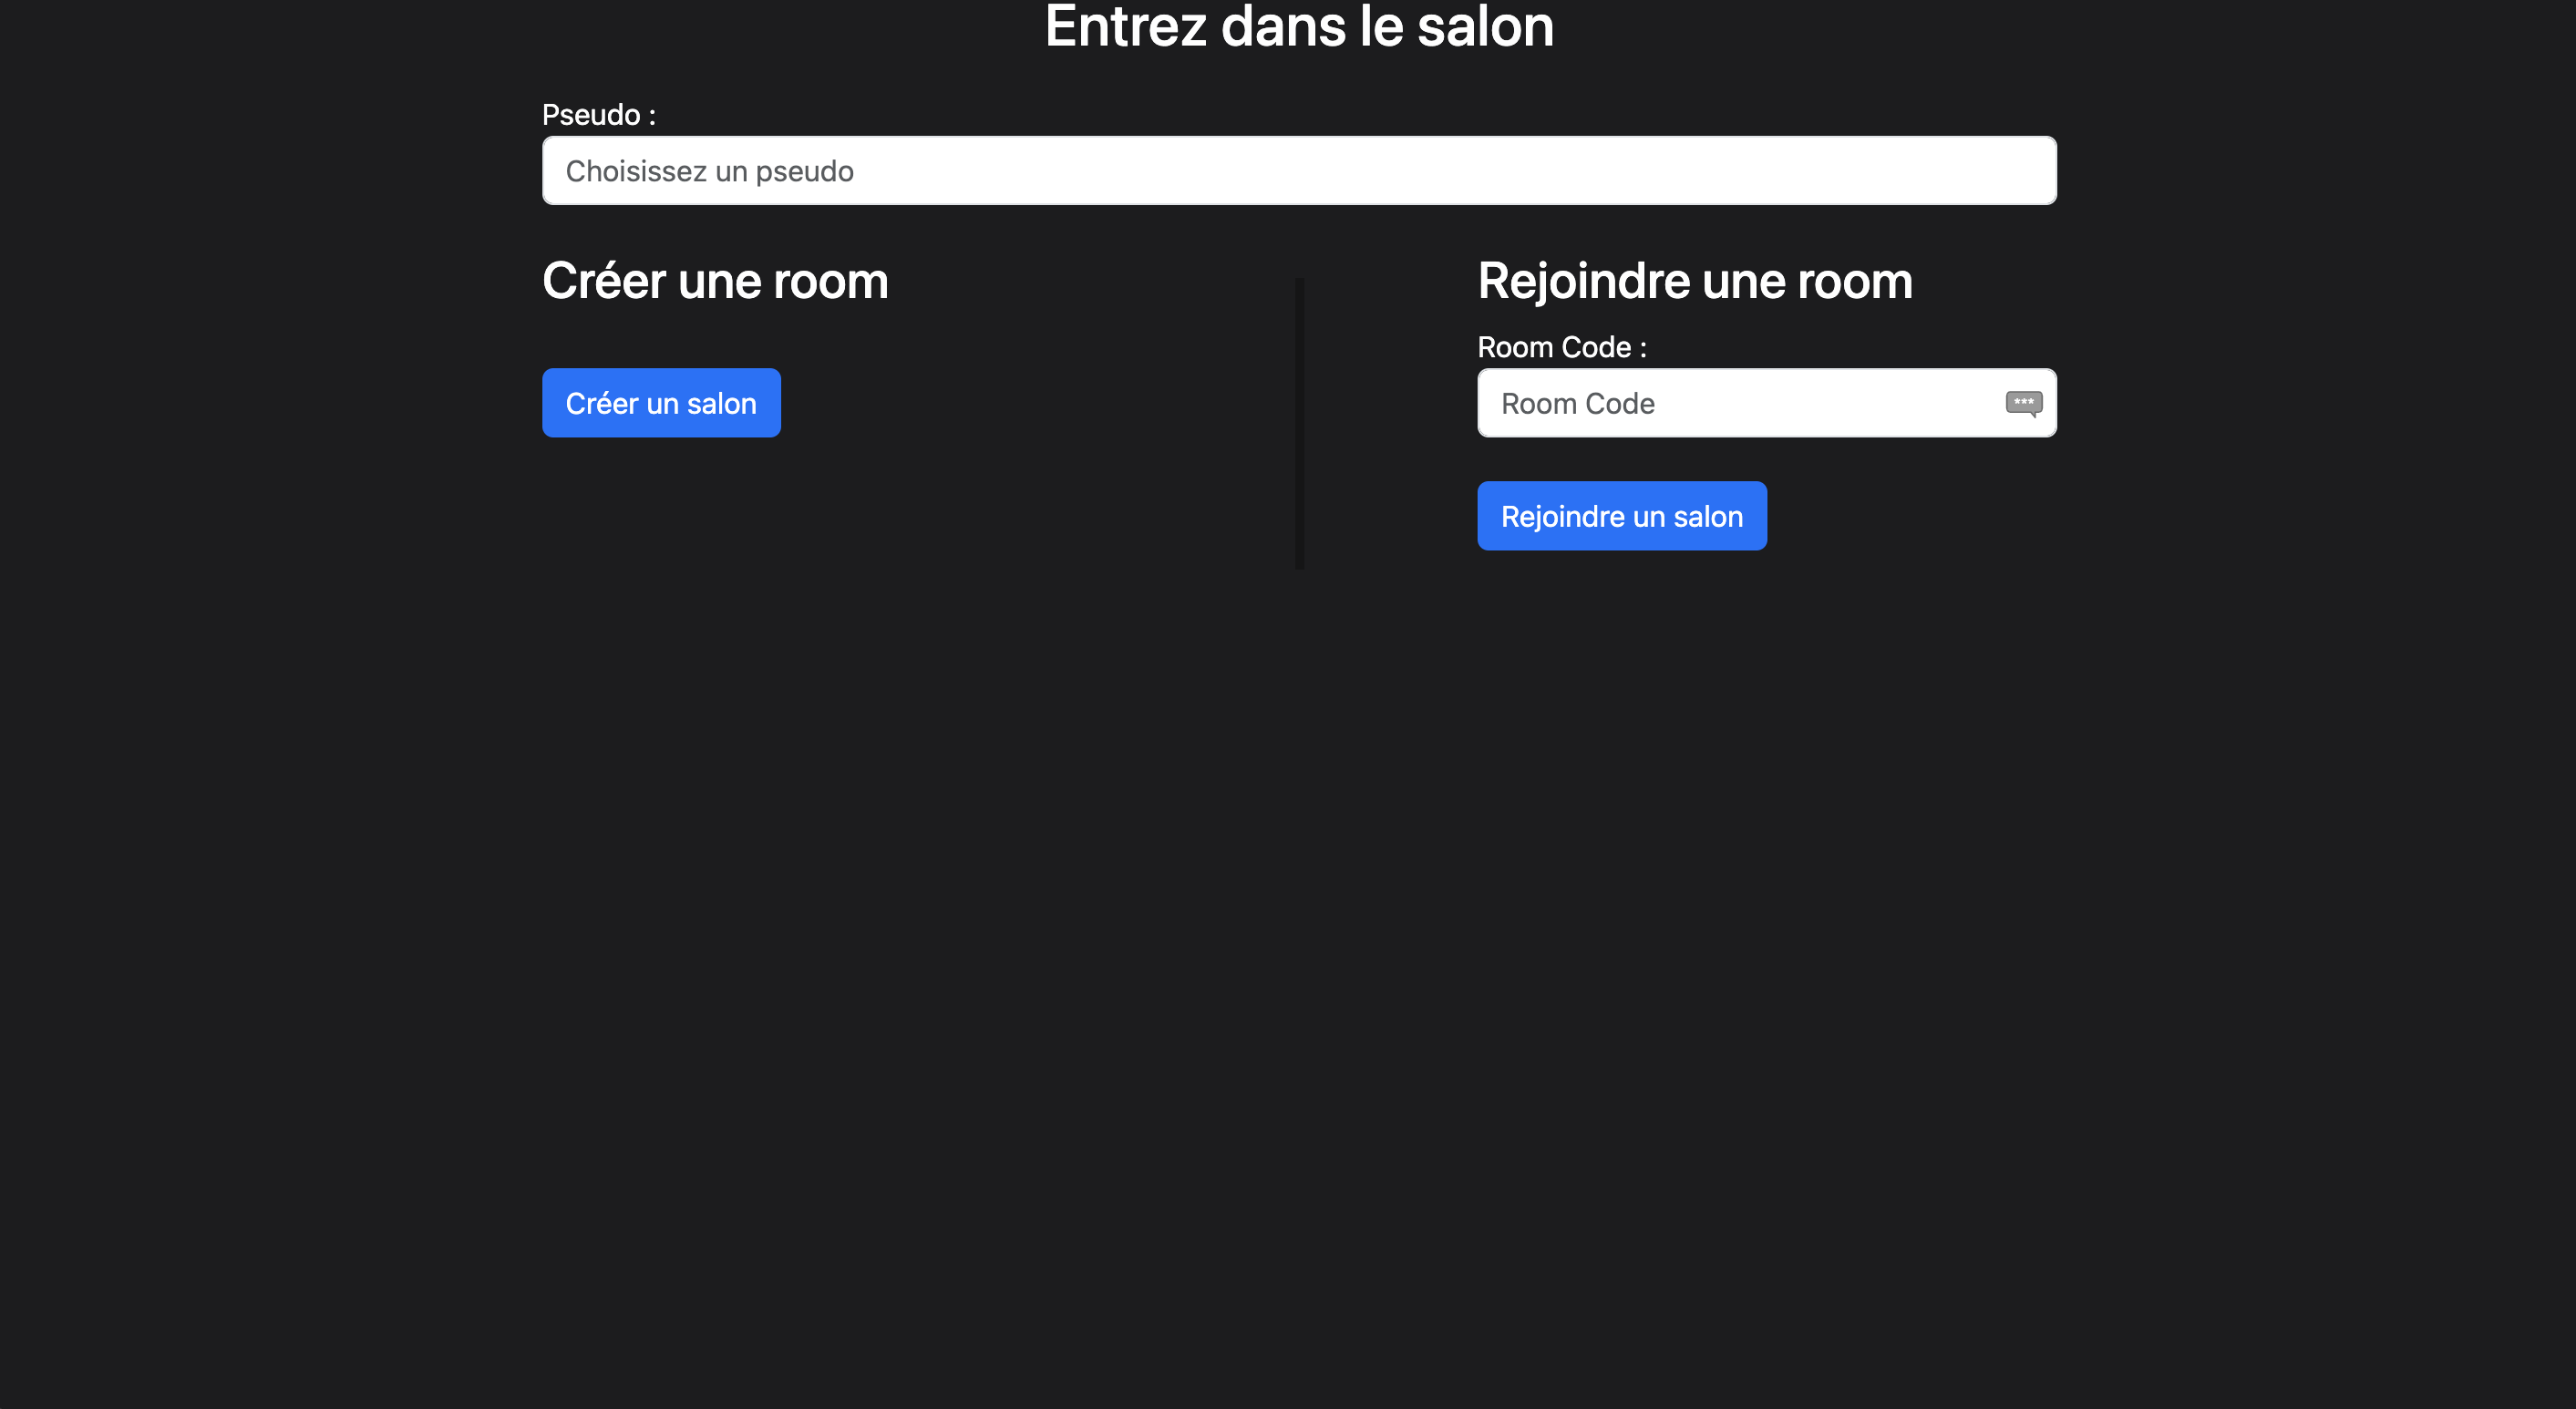 Entrez dans le salon
Pseudo :
Choisissez un pseudo
Créer une room
Créer un salon
Rejoindre une room
Room Code :
Room Code
***
Rejoindre un salon